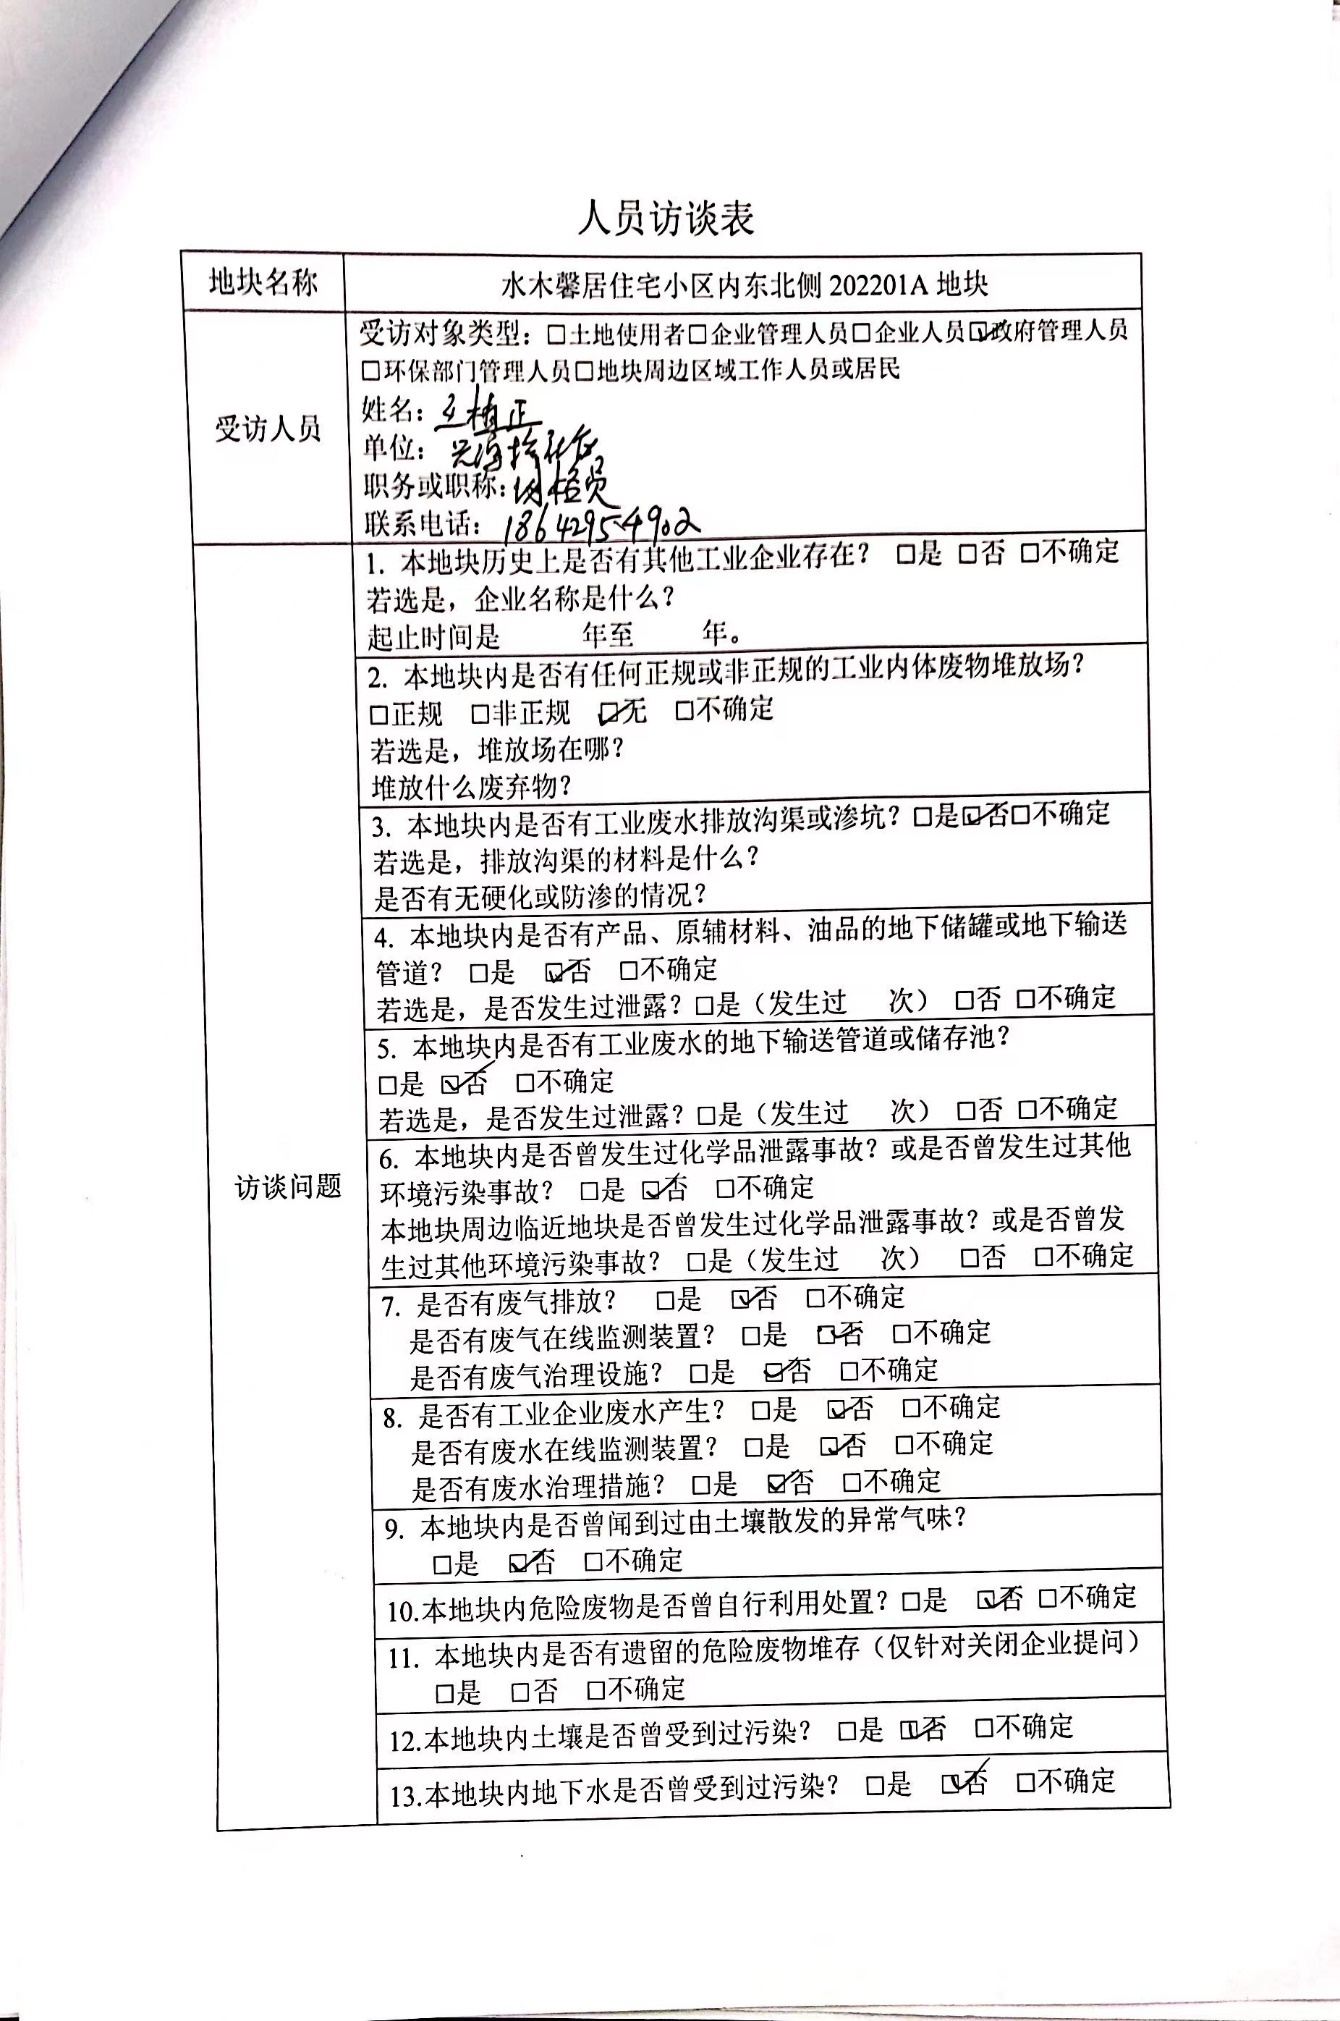 人员访谈表
地块名称
水木馨居住宅小区内东北侧 202201A 地块
受访人员
受访对象类型：□土地使用者□企业管理人员□企业人员☑政府管理人员
□环保部门管理人员□地块周边区域工作人员或居民
姓名：植正
单位：
职务或职称：网格员
联系电话：18642954902
访谈问题
1. 本地块历史上是否有其他工业企业存在？ □是 □否 □不确定
若选是，企业名称是什么？
起止时间是 年至 年。
2. 本地块内是否有任何正规或非正规的工业内体废物堆放场？
□正规 □非正规 ☑无 □不确定
若选是，堆放场在哪？
堆放什么废弃物？
3. 本地块内是否有工业废水排放沟渠或渗坑？□是☑否□不确定
若选是，排放沟渠的材料是什么？
是否有无硬化或防渗的情况？
4. 本地块内是否有产品、原辅材料、油品的地下储罐或地下输送
管道？ □是 ☑否 □不确定
若选是，是否发生过泄露？□是（发生过 次） □否 □不确定
5. 本地块内是否有工业废水的地下输送管道或储存池？
□是 ☑否 □不确定
若选是，是否发生过泄露？□是（发生过 次） □否 □不确定
6. 本地块内是否曾发生过化学品泄露事故？或是否曾发生过其他
环境污染事故？ □是 ☑否 □不确定
本地块周边临近地块是否曾发生过化学品泄露事故？或是否曾发
生过其他环境污染事故？ □是（发生过 次） □否 □不确定
7. 是否有废气排放？ □是 ☑否 □不确定
是否有废气在线监测装置？ □是 ☑否 □不确定
是否有废气治理设施？ □是 ☑否 □不确定
8. 是否有工业企业废水产生？ □是 ☑否 □不确定
是否有废水在线监测装置？ □是 ☑否 □不确定
是否有废水治理措施？ □是 ☑否 □不确定
9. 本地块内是否曾闻到过由土壤散发的异常气味？
□是 ☑否 □不确定
10.本地块内危险废物是否曾自行利用处置？□是 ☑否 □不确定
11. 本地块内是否有遗留的危险废物堆存（仅针对关闭企业提问）
□是 □否 □不确定
12.本地块内土壤是否曾受到过污染？ □是 ☑否 □不确定
13.本地块内地下水是否曾受到过污染？ □是 ☑否 □不确定